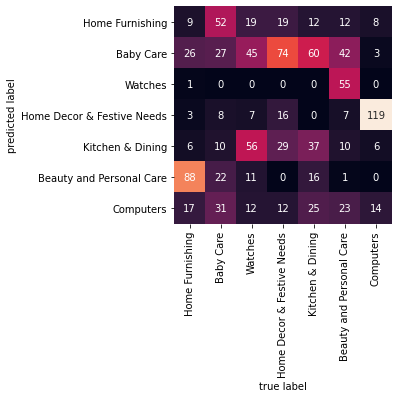 predicted label
Home Furnishing 9 52 19 19 12 12 8
Baby Care 26 27 45 74 60 42 3
Watches 1 0 0 0 0 55 0
Home Decor & Festive Needs 3 8 7 16 0 7 119
Kitchen & Dining 6 10 56 29 37 10 6
Beauty and Personal Care 88 22 11 0 16 1 0
Computers 17 31 12 12 25 23 14
Home Furnishing
Baby Care
Watches
Home Decor & Festive Needs
Kitchen & Dining
Beauty and Personal Care
Computers
true label